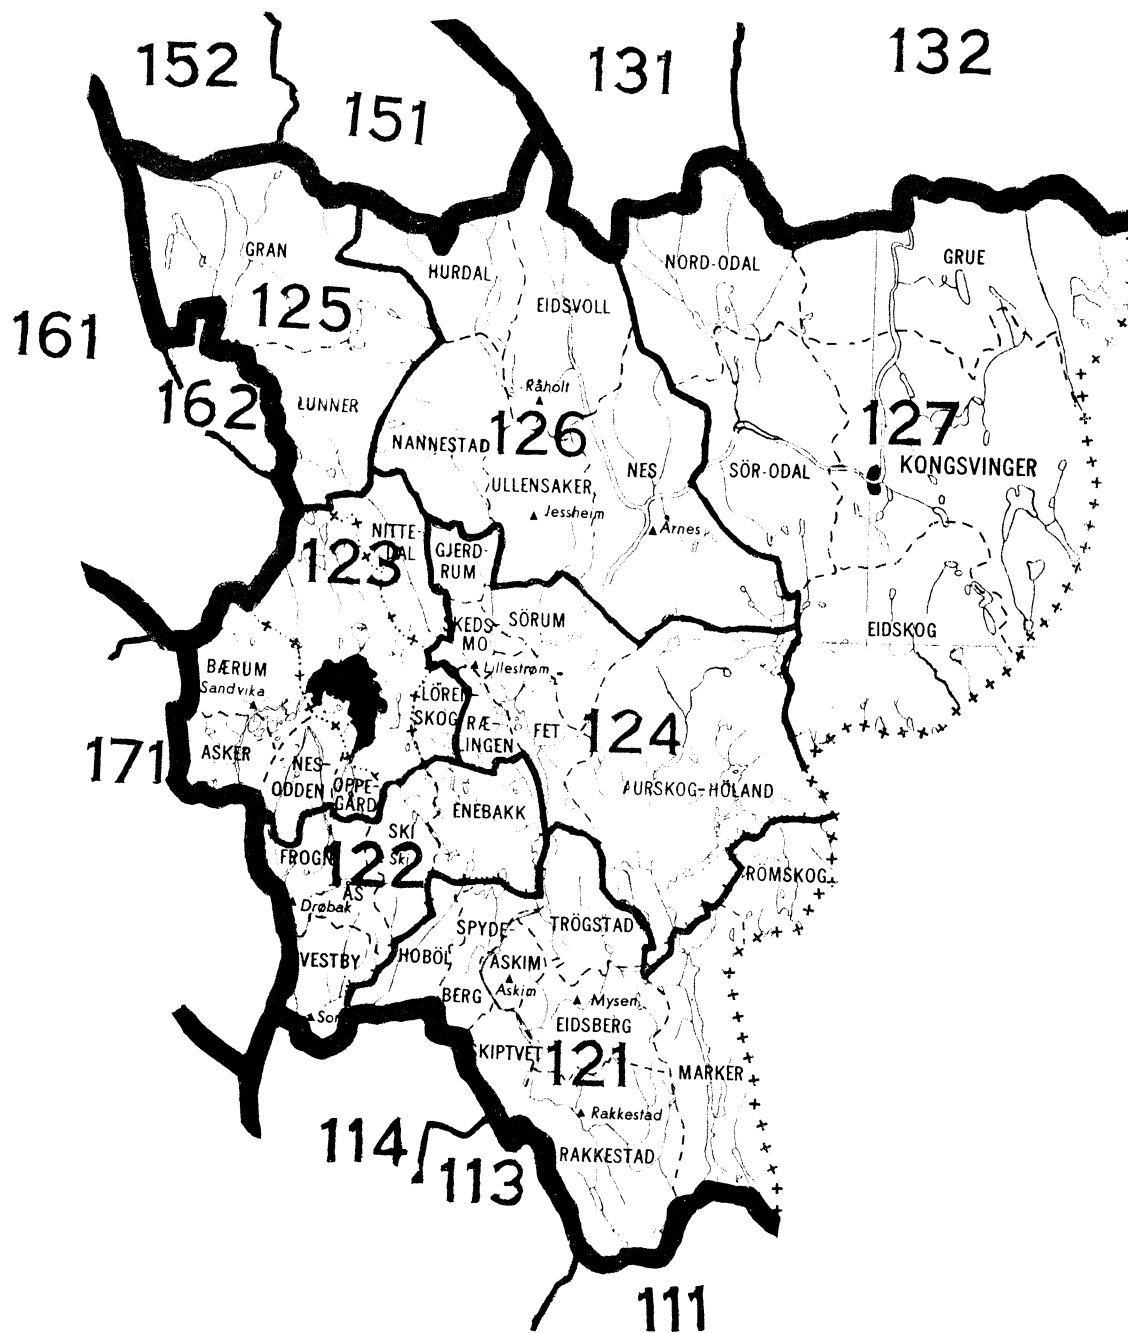 152
151
131
132
GRAN
HURDAL
NORD-ODAL
GRUE
125
EIDSVOLL
161
162
LUNNER
Råholt
NANNESTAD
126
127
NES
SÖR-ODAL
KONGSVINGER
ULLENSAKER
Jessheim
Årnes
NITTE-
DAL
123
GJERD-
RUM
SKEDS-
MO
SÖRUM
EIDSKOG
Lillestrøm
BÆRUM
Sandvika
LÖREN
SKOG
RÆ-
LINGEN
FET
124
171
ASKER
NES-
ODDEN
OPPE-
GÅRD
AURSKOG-HÖLAND
ENEBAKK
SKI
Ski
FROGN
122
ÅS
RÖMSKOG
Drøbak
TRÖGSTAD
SPYDE-
BERG
VESTBY
HOBÖL
ASKIM
Askim
Mysen
Son
EIDSBERG
SKIPTVET
121
MARKER
Rakkestad
114
113
RAKKESTAD
111